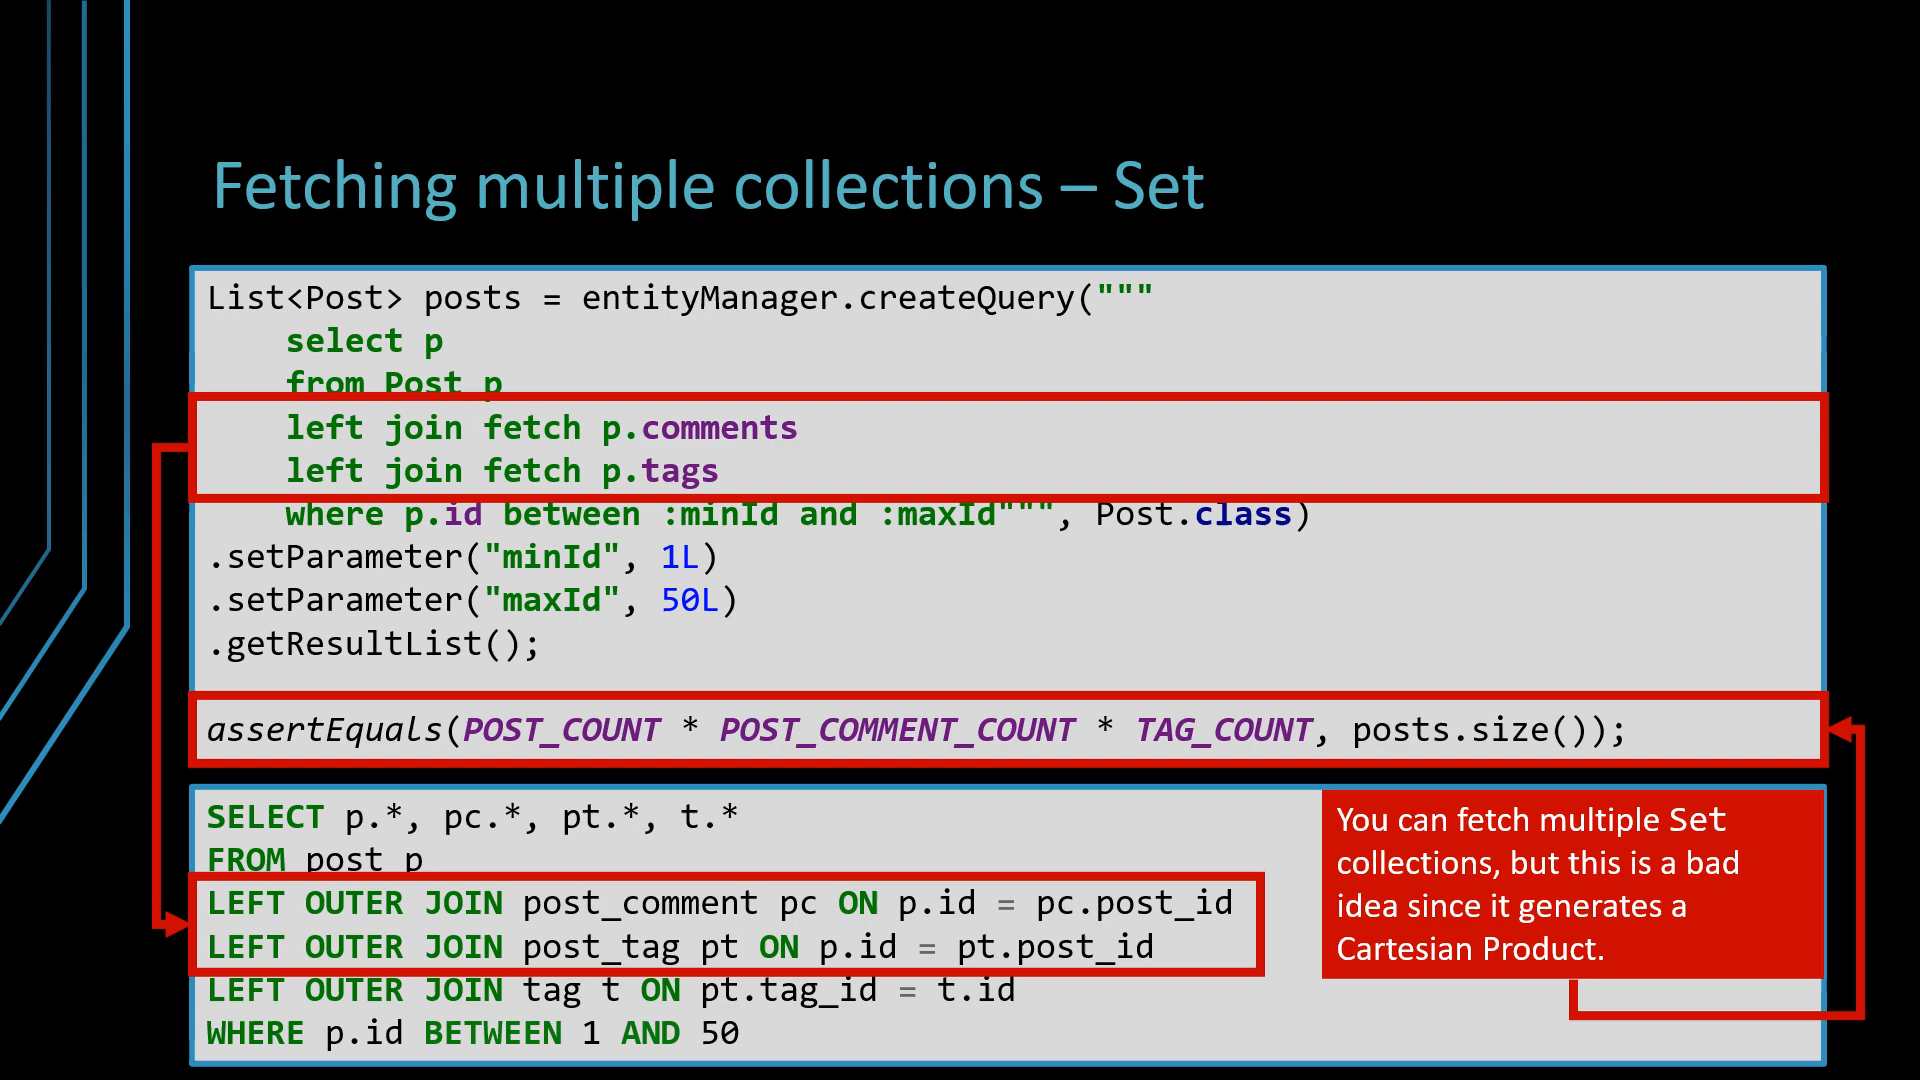 Fetching multiple collections – Set
List<Post> posts = entityManager.createQuery("""
select p
from Post p
left join fetch p.comments
left join fetch p.tags
where p.id between :minId and :maxId""", Post.class)
.setParameter("minId", 1L)
.setParameter("maxId", 50L)
.getResultList();
assertEquals(POST_COUNT * POST_COMMENT_COUNT * TAG_COUNT, posts.size());
SELECT p.*, pc.*, pt.*, t.*
FROM post p
LEFT OUTER JOIN post_comment pc ON p.id = pc.post_id
LEFT OUTER JOIN post_tag pt ON p.id = pt.post_id
LEFT OUTER JOIN tag t ON pt.tag_id = t.id
WHERE p.id BETWEEN 1 AND 50
You can fetch multiple Set
collections, but this is a bad
idea since it generates a
Cartesian Product.